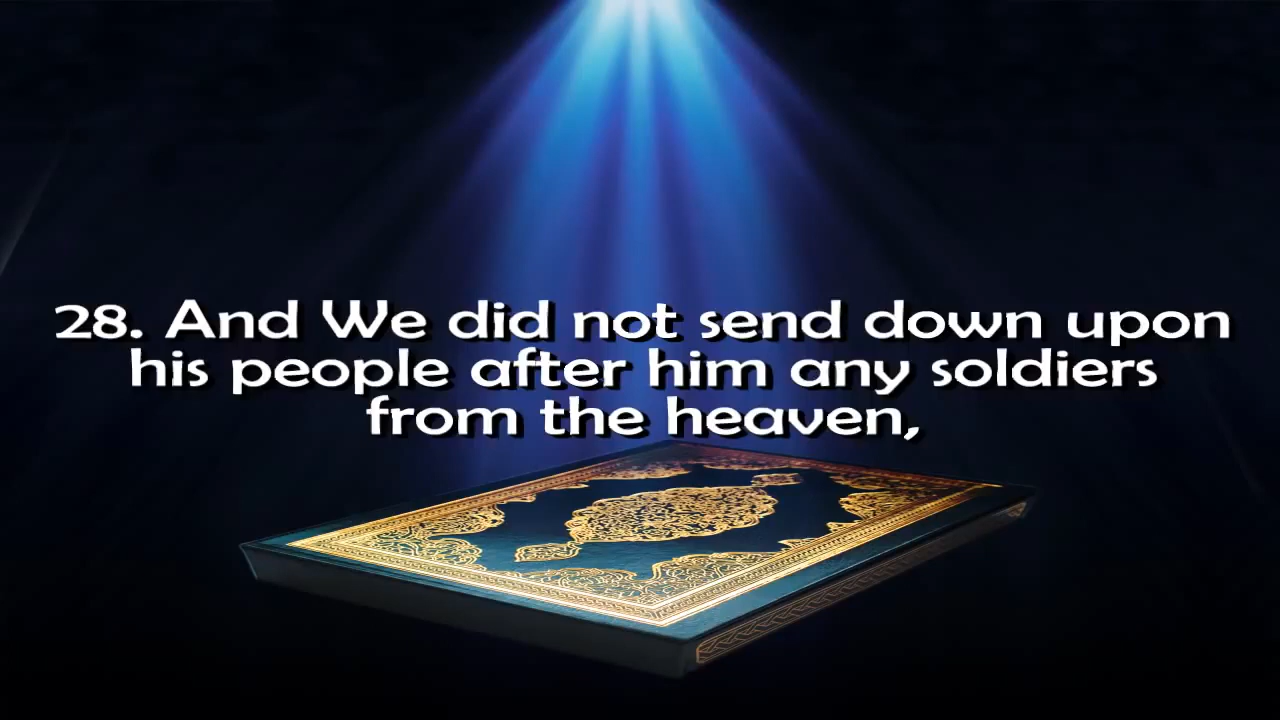 28. And We did not send down upon
his people after him any soldiers
from the heaven,